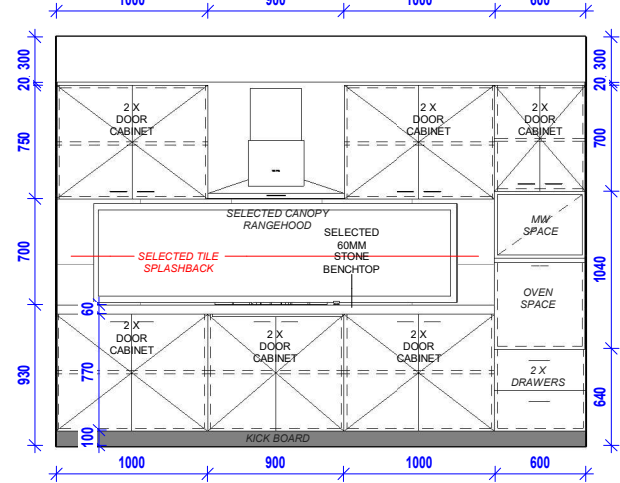 1000
900
1000
600
300
20
750
700
60
930
770
100
300
20
700
1040
640
2 X
DOOR
CABINET
2 X
DOOR
CABINET
2 X
DOOR
CABINET
SELECTED CANOPY
RANGEHOOD
SELECTED
60MM
STONE
BENCHTOP
SELECTED TILE
SPLASHBACK
MW
SPACE
OVEN
SPACE
2 X
DOOR
CABINET
2 X
DOOR
CABINET
2 X
DOOR
CABINET
2 X
DRAWERS
KICK BOARD
1000
900
1000
600